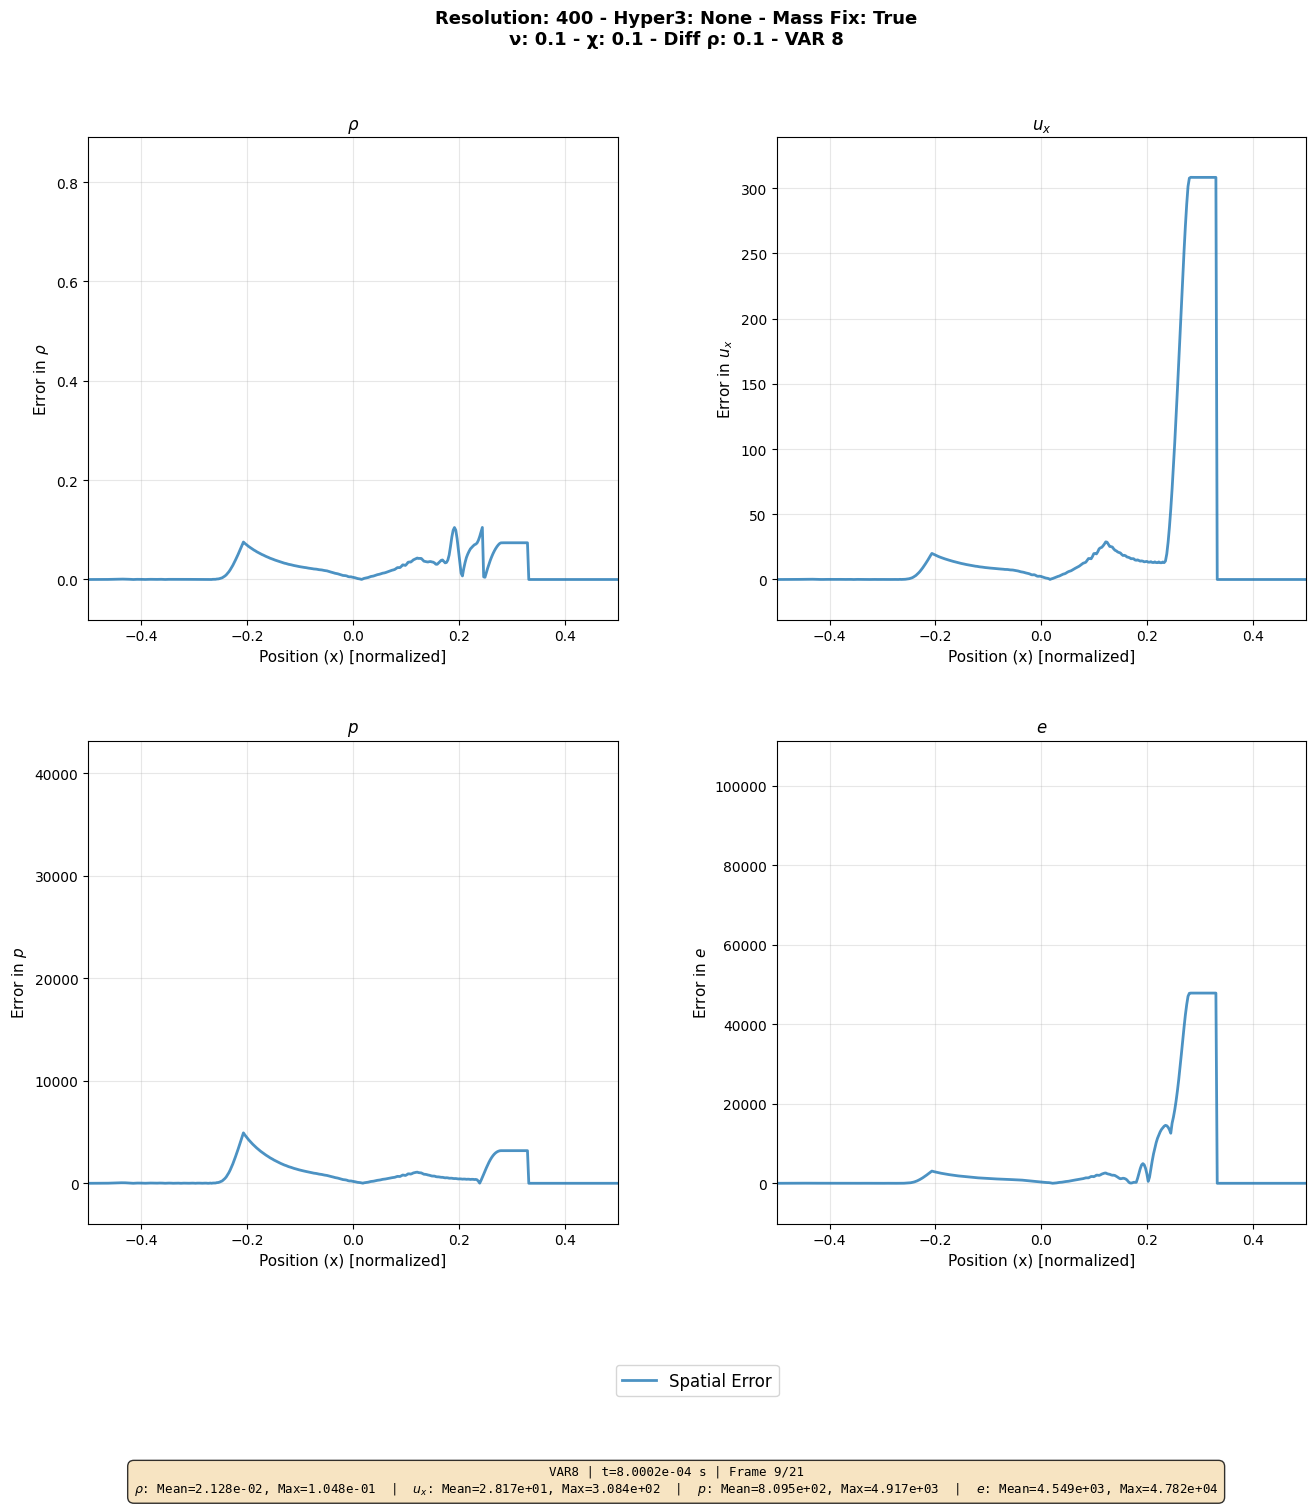 Resolution: 400 - Hyper3: None - Mass Fix: True
ν: 0.1 - χ: 0.1 - Diff ρ: 0.1 - VAR 8
ρ
0.8
0.6
0.4
0.2
0.0
Error in ρ
−0.4 −0.2 0.0 0.2 0.4
Position (x) [normalized]
uₓ
300
250
200
150
100
50
0
Error in uₓ
−0.4 −0.2 0.0 0.2 0.4
Position (x) [normalized]
p
40000
30000
20000
10000
0
Error in p
−0.4 −0.2 0.0 0.2 0.4
Position (x) [normalized]
e
100000
80000
60000
40000
20000
0
Error in e
−0.4 −0.2 0.0 0.2 0.4
Position (x) [normalized]
Spatial Error
VAR8 | t=8.0002e-04 s | Frame 9/21
ρ: Mean=2.128e-02, Max=1.048e-01 | uₓ: Mean=2.817e+01, Max=3.084e+02 | p: Mean=8.095e+02, Max=4.917e+03 | e: Mean=4.549e+03, Max=4.782e+04